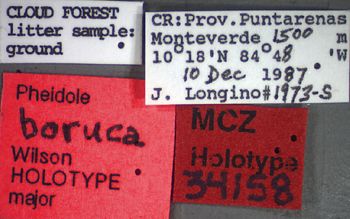 CLOUD FOREST
litter sample:
ground
CR:Prov.Puntarenas
Monteverde 1500 m
10°18'N 84°48'W
10 Dec 1987
J. Longino#1973-S
Pheidole
boruca
Wilson
HOLOTYPE
major
MCZ
Holotype
34158